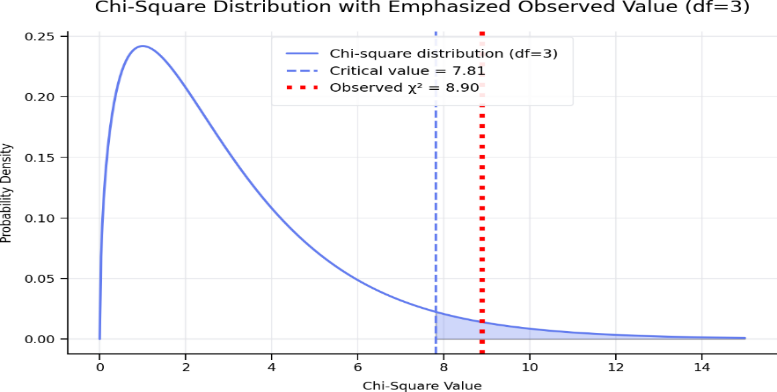 Chi-Square Distribution with Emphasized Observed Value (df=3)
Chi-square distribution (df=3)
Critical value = 7.81
Observed χ² = 8.90
Probability Density
0.25
0.20
0.15
0.10
0.05
0.00
0 2 4 6 8 10 12 14
Chi-Square Value